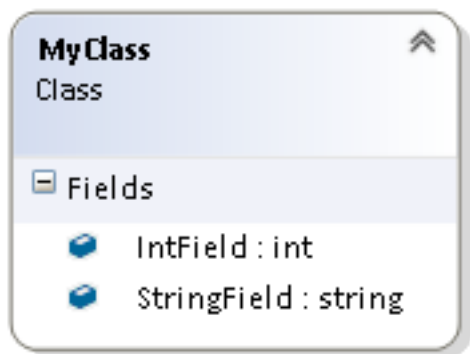 MyClass
Class
Fields
IntField : int
StringField : string